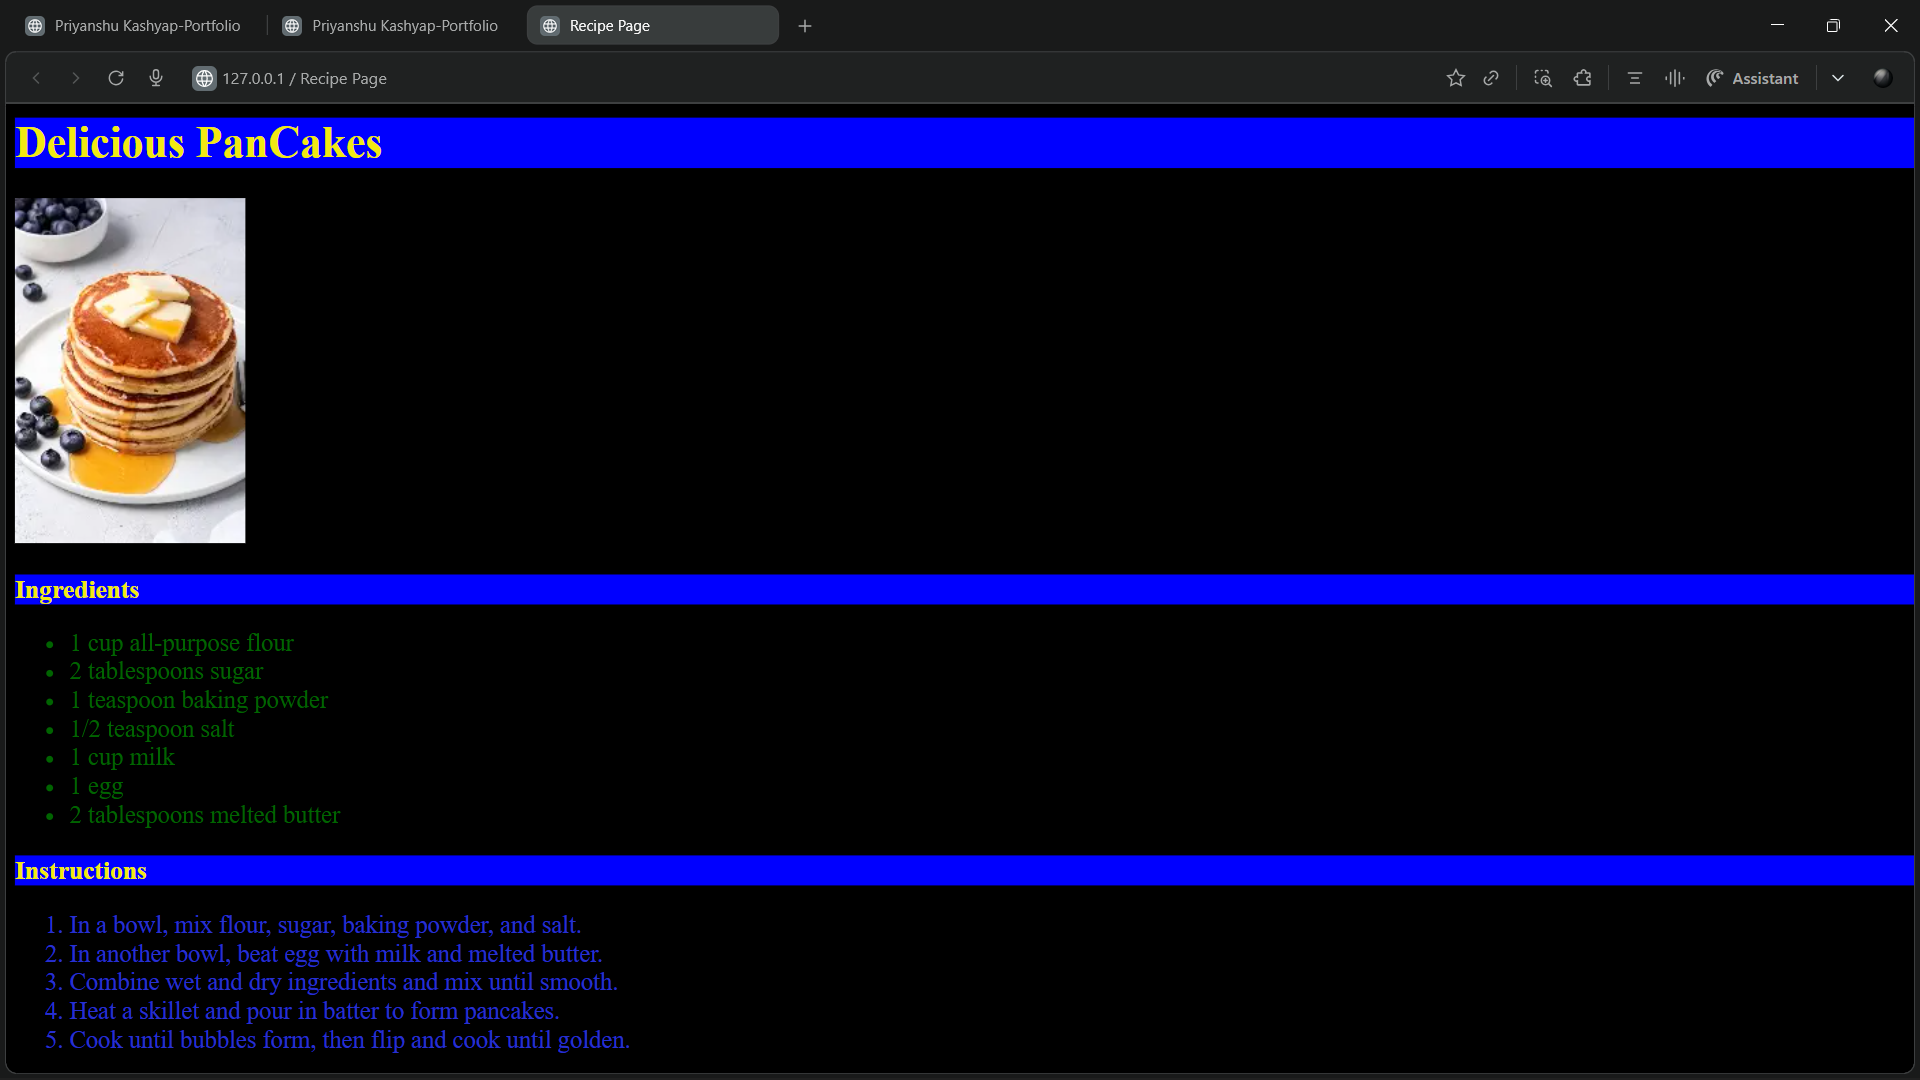 Priyanshu Kashyap-Portfolio
Priyanshu Kashyap-Portfolio
Recipe Page
127.0.0.1 / Recipe Page
Assistant
Delicious PanCakes
Ingredients
• 1 cup all-purpose flour
• 2 tablespoons sugar
• 1 teaspoon baking powder
• 1/2 teaspoon salt
• 1 cup milk
• 1 egg
• 2 tablespoons melted butter
Instructions
1. In a bowl, mix flour, sugar, baking powder, and salt.
2. In another bowl, beat egg with milk and melted butter.
3. Combine wet and dry ingredients and mix until smooth.
4. Heat a skillet and pour in batter to form pancakes.
5. Cook until bubbles form, then flip and cook until golden.